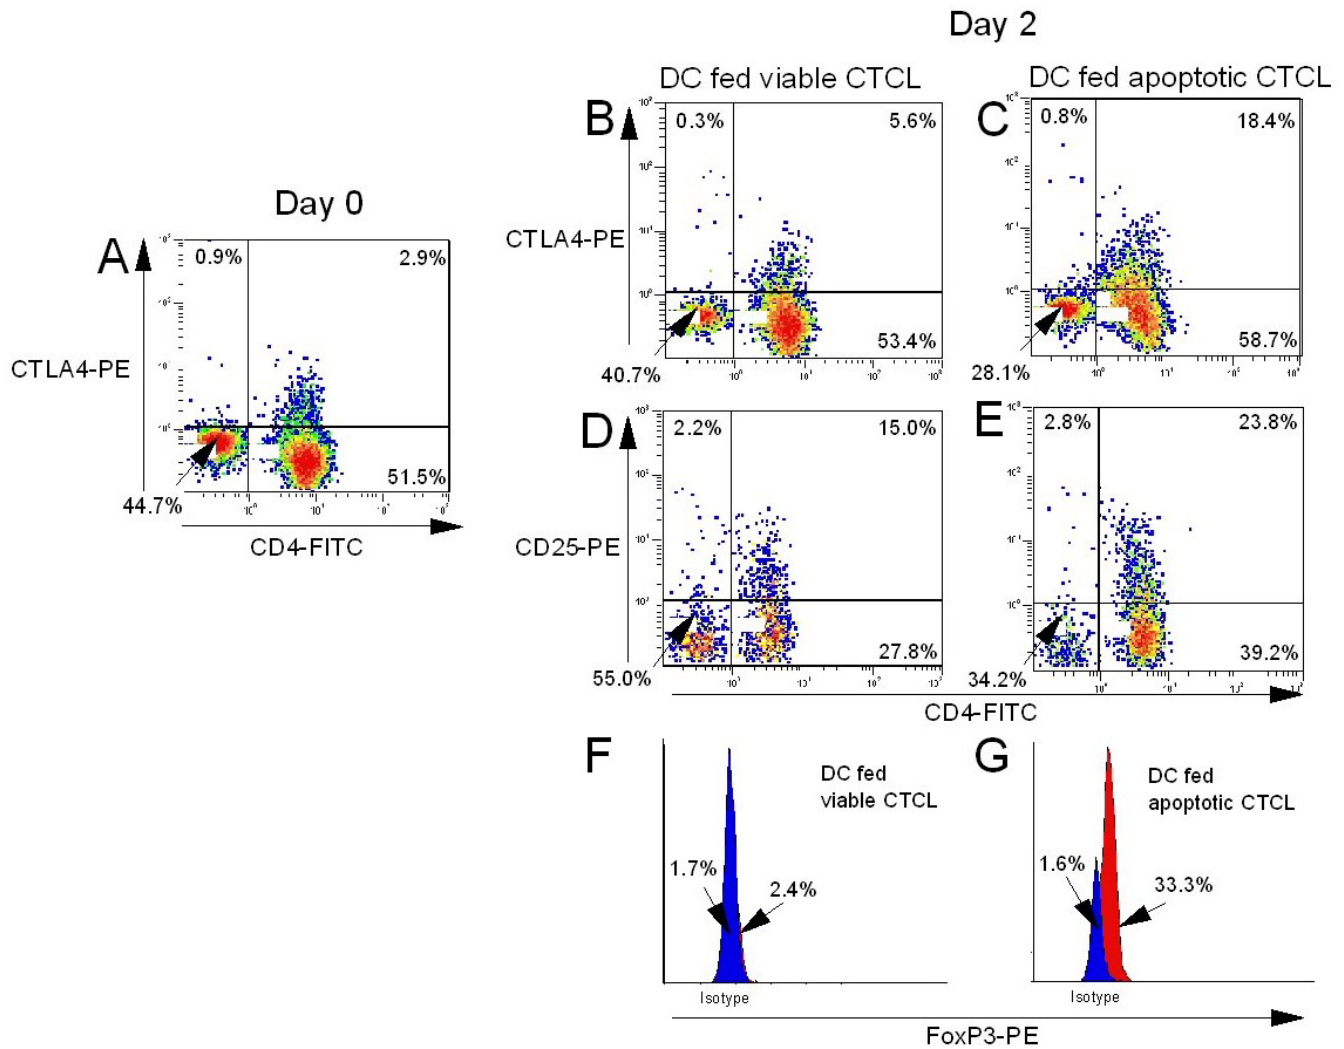 Day 2
DC fed viable CTCL
DC fed apoptotic CTCL
B
0.3%
5.6%
CTLA4-PE
53.4%
40.7%
C
0.8%
18.4%
58.7%
28.1%
Day 0
A
0.9%
2.9%
CTLA4-PE
51.5%
44.7%
CD4-FITC
D
2.2%
15.0%
CD25-PE
27.8%
55.0%
E
2.8%
23.8%
39.2%
34.2%
CD4-FITC
F
DC fed
viable CTCL
1.7%
2.4%
Isotype
G
DC fed
apoptotic CTCL
1.6%
33.3%
Isotype
FoxP3-PE